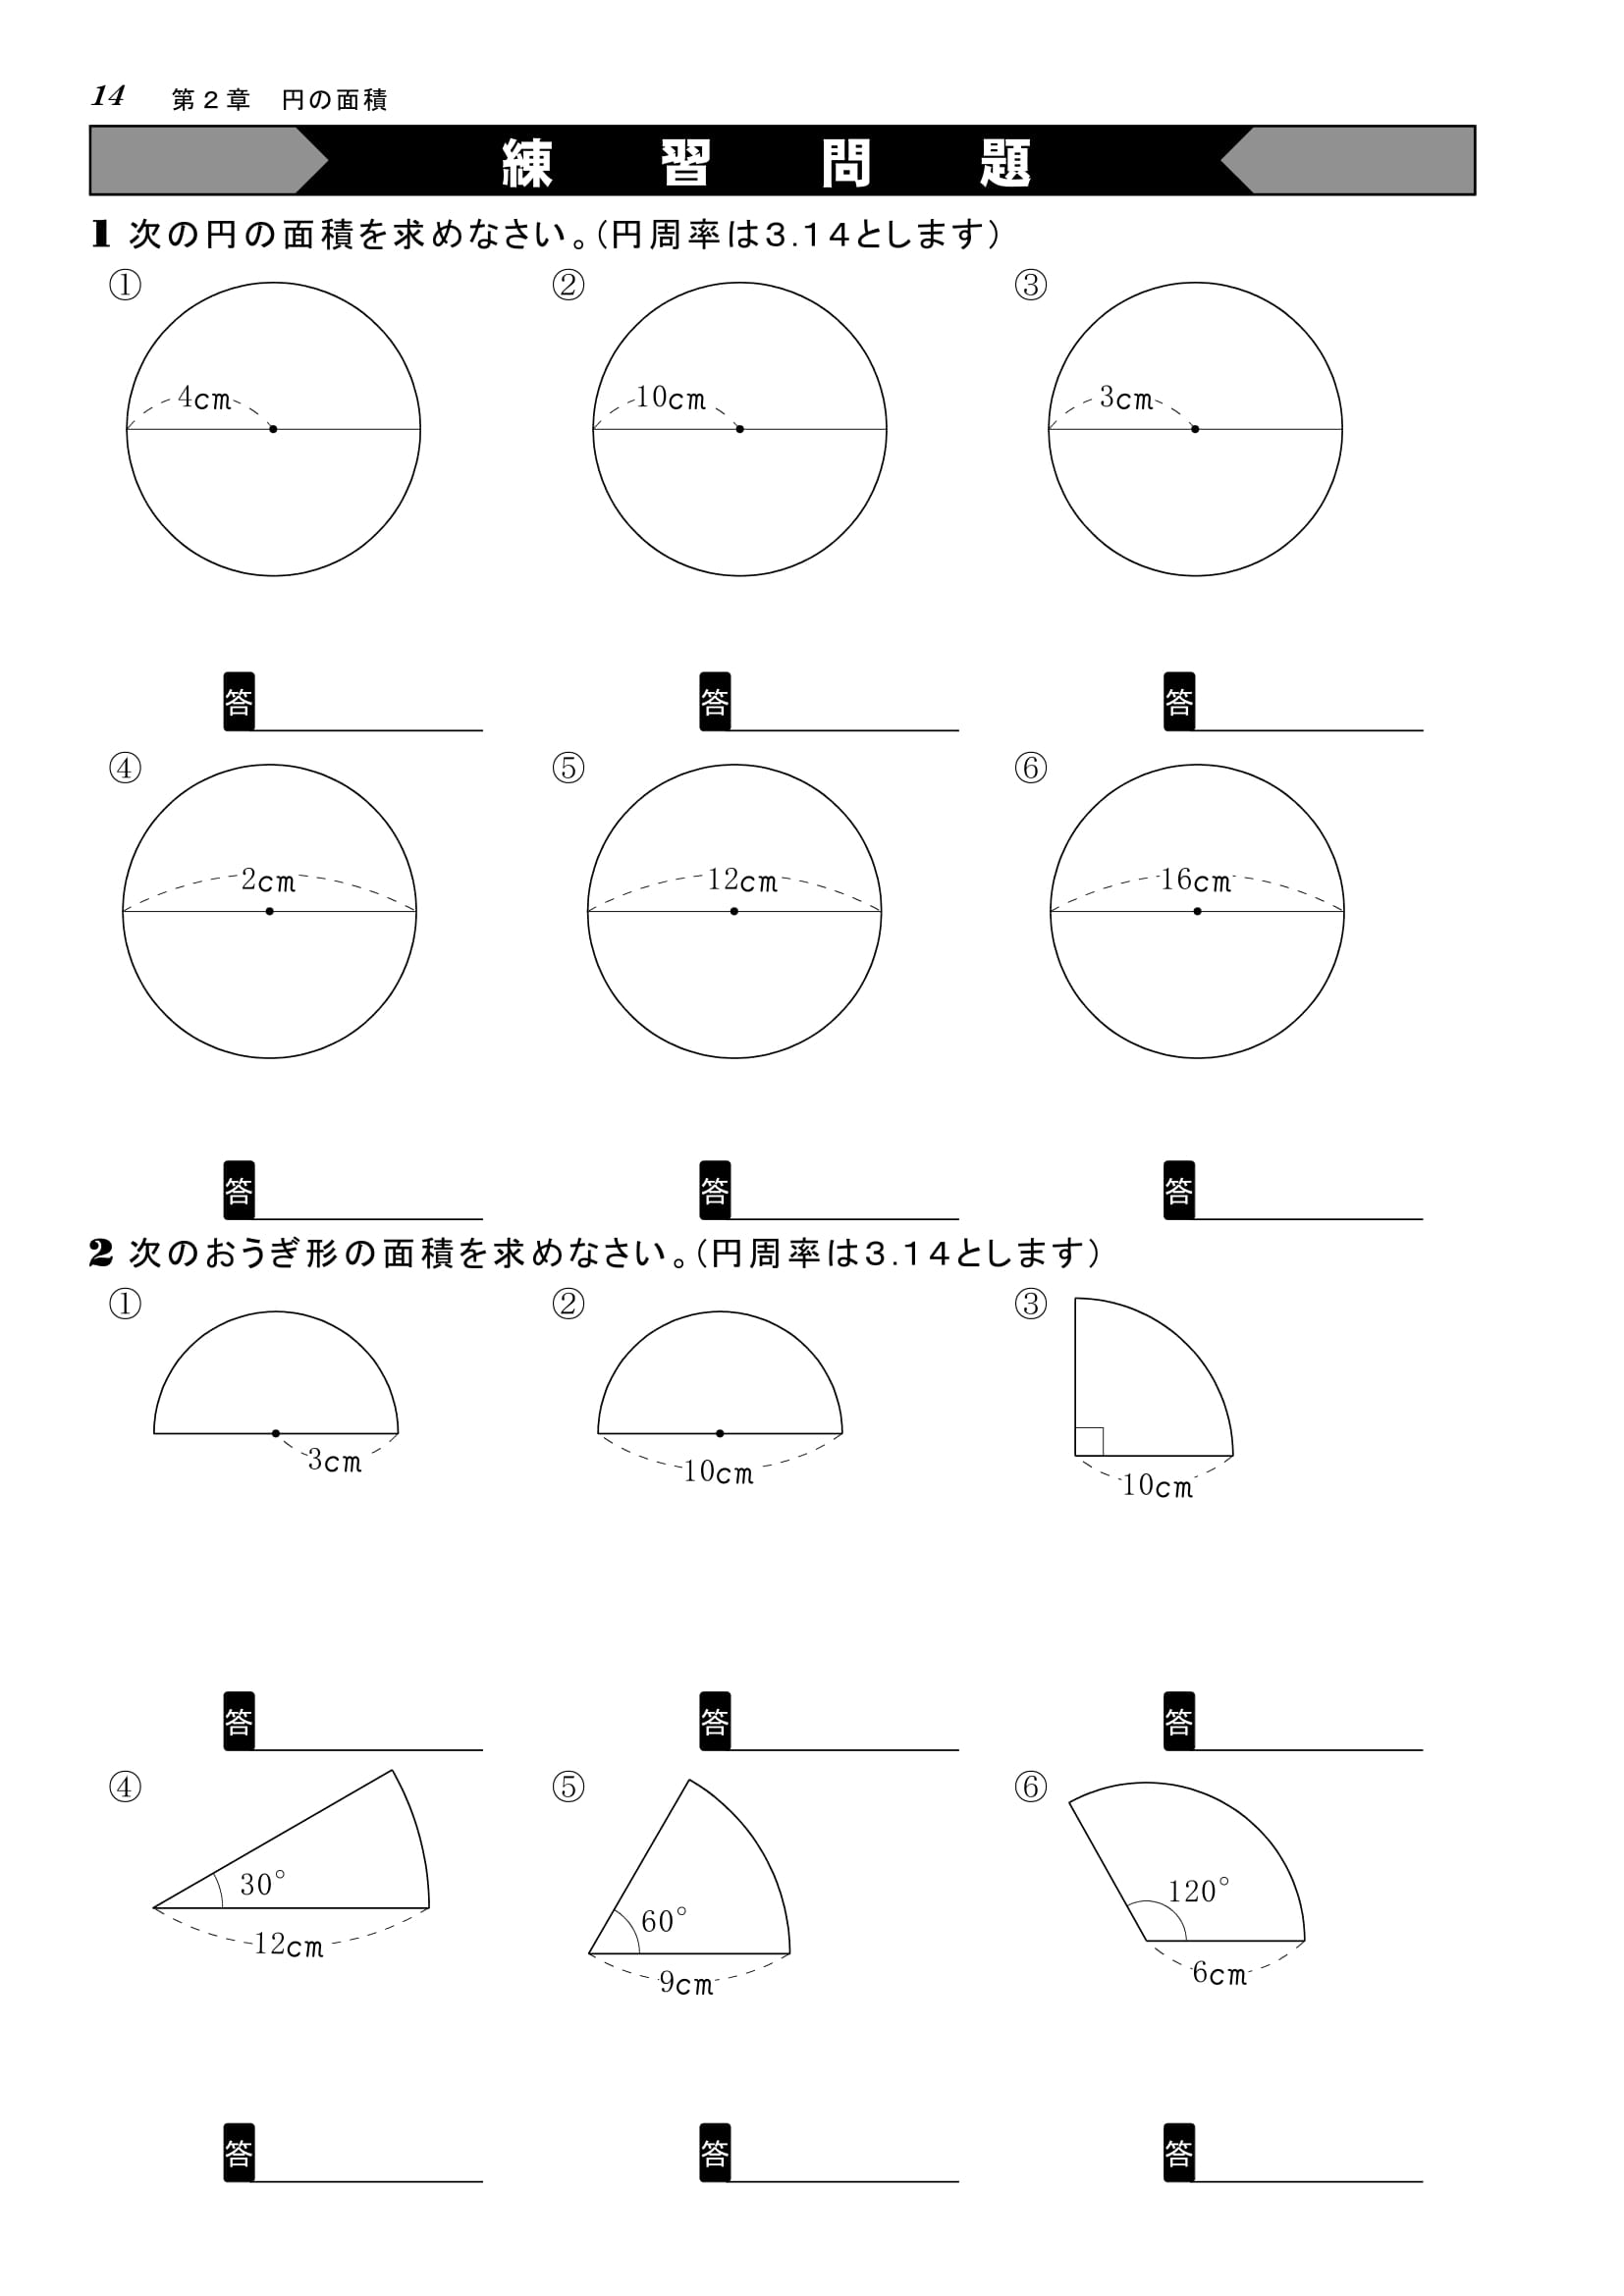 14 第２章 円の面積
練習問題
1 次の円の面積を求めなさい。(円周率は3.14とします)
① ② ③
4cm 10cm 3cm
答 答 答
④ ⑤ ⑥
2cm 12cm 16cm
答 答 答
2 次のおうぎ形の面積を求めなさい。(円周率は3.14とします)
① ② ③
3cm 10cm 10cm
答 答 答
④ ⑤ ⑥
30° 60° 120°
12cm 9cm 6cm
答 答 答